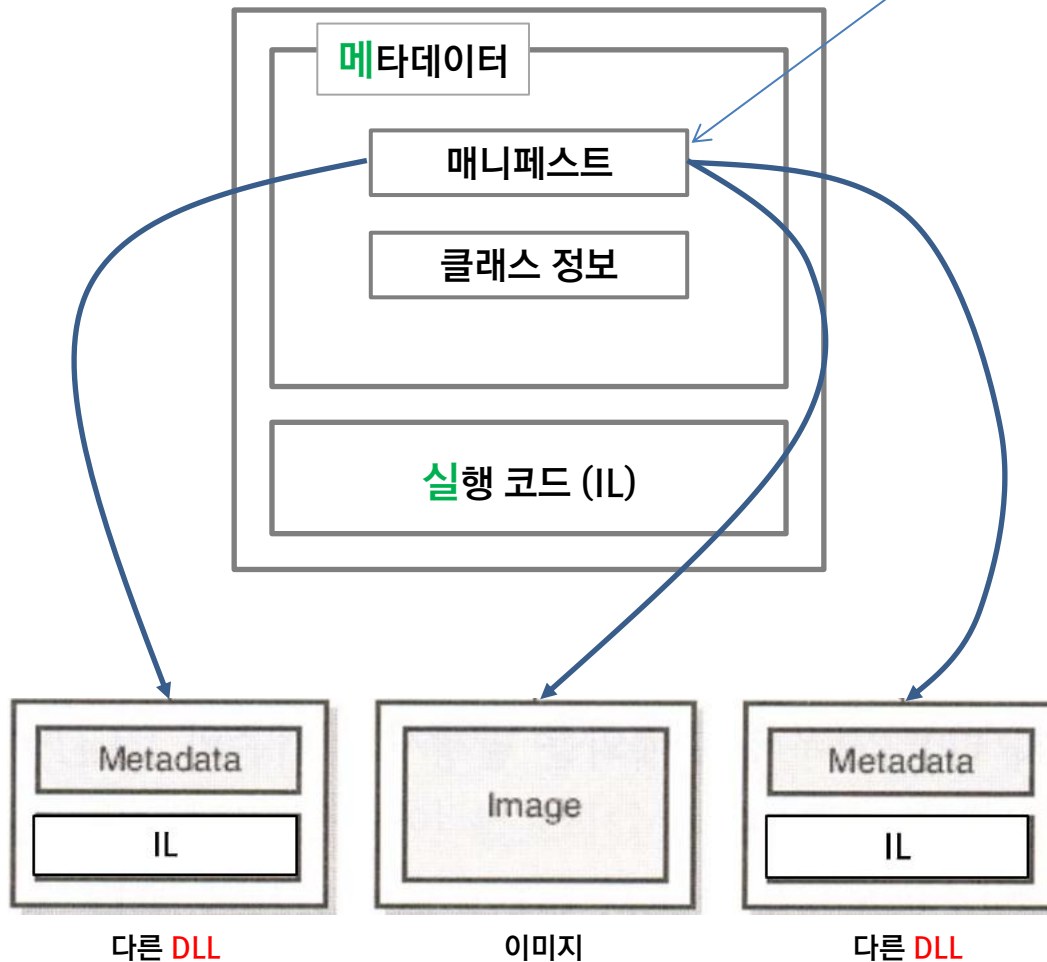 메타데이터
매니페스트
클래스 정보
실행 코드 (IL)
Metadata
IL
Image
Metadata
IL
다른 DLL
이미지
다른 DLL